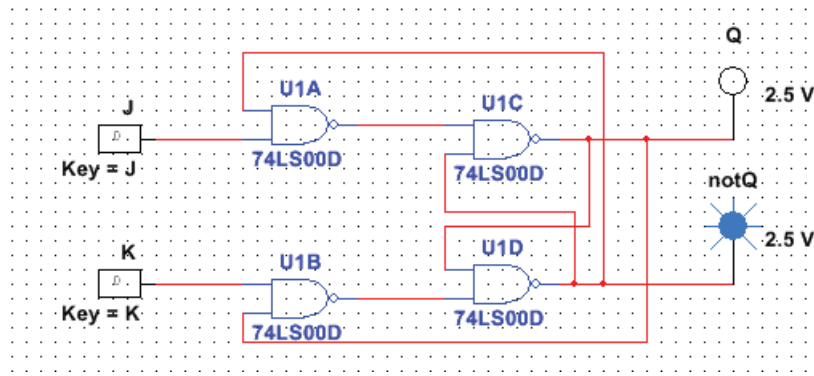 Q
2.5 V
U1A
U1C
J
Key = J
74LS00D
74LS00D
notQ
2.5 V
K
U1B
U1D
Key = K
74LS00D
74LS00D